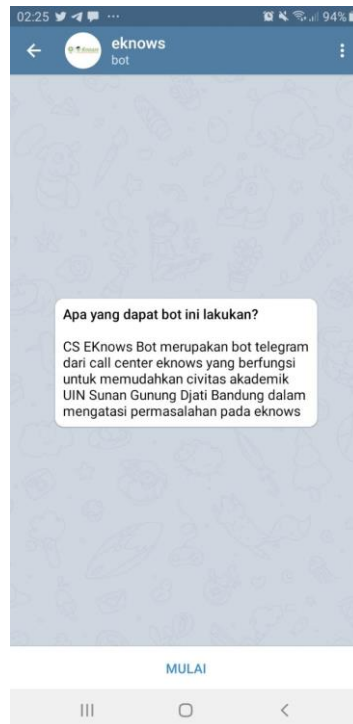 02:25
94%
eknows
bot
Apa yang dapat bot ini lakukan?
CS EKnows Bot merupakan bot telegram
dari call center eknows yang berfungsi
untuk memudahkan civitas akademik
UIN Sunan Gunung Djati Bandung dalam
mengatasi permasalahan pada eknows
MULAI